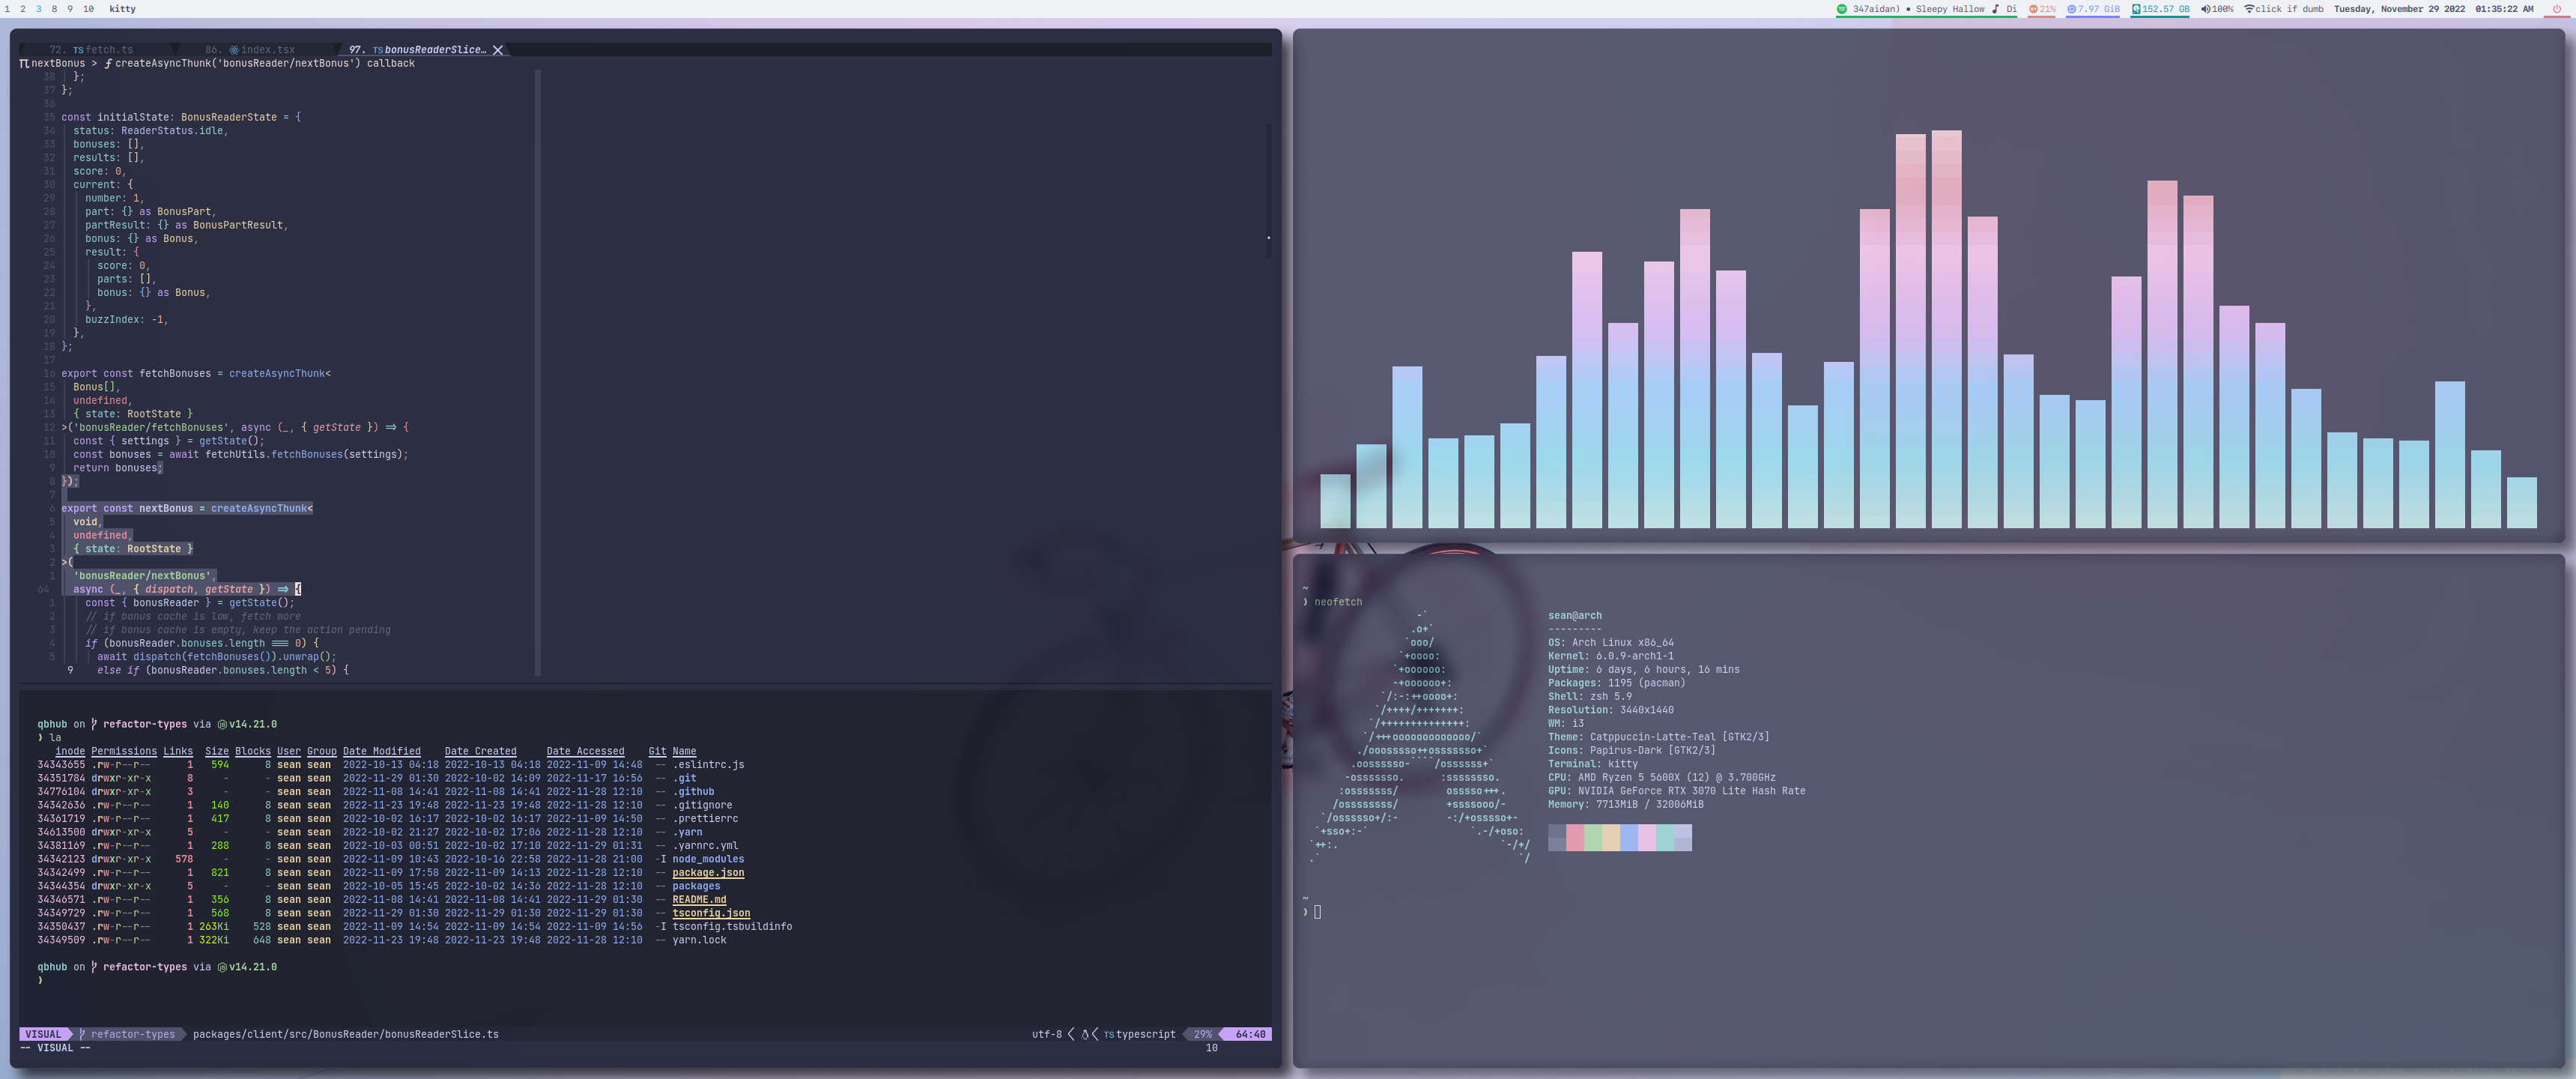 1 2 3 8 9 10 kitty
347aidan) • Sleepy Hallow Di 21% 7.97 GiB 152.57 GB 100% click if dumb Tuesday, November 29 2022 01:35:22 AM
72. TS fetch.ts 86. index.tsx 97. TS bonusReaderSlice…
nextBonus > createAsyncThunk('bonusReader/nextBonus') callback
38 };
37 };
36
35 const initialState: BonusReaderState = {
34 status: ReaderStatus.idle,
33 bonuses: [],
32 results: [],
31 score: 0,
30 current: {
29 number: 1,
28 part: {} as BonusPart,
27 partResult: {} as BonusPartResult,
26 bonus: {} as Bonus,
25 result: {
24 score: 0,
23 parts: [],
22 bonus: {} as Bonus,
21 },
20 buzzIndex: -1,
19 },
18 };
17
16 export const fetchBonuses = createAsyncThunk<
15 Bonus[],
14 undefined,
13 { state: RootState }
12 >('bonusReader/fetchBonuses', async (_, { getState }) => {
11 const { settings } = getState();
10 const bonuses = await fetchUtils.fetchBonuses(settings);
9 return bonuses;
8 });
7
6 export const nextBonus = createAsyncThunk<
5 void,
4 undefined,
3 { state: RootState }
2 >(
1 'bonusReader/nextBonus',
64 async (_, { dispatch, getState }) => {
1 const { bonusReader } = getState();
2 // if bonus cache is low, fetch more
3 // if bonus cache is empty, keep the action pending
4 if (bonusReader.bonuses.length === 0) {
5 await dispatch(fetchBonuses()).unwrap();
9 else if (bonusReader.bonuses.length < 5) {
qbhub on refactor-types via v14.21.0
❯ la
inode Permissions Links Size Blocks User Group Date Modified Date Created Date Accessed Git Name
34343655 .rw-r--r-- 1 594 8 sean sean 2022-10-13 04:18 2022-10-13 04:18 2022-11-09 14:48 -- .eslintrc.js
34351784 drwxr-xr-x 8 - - sean sean 2022-11-29 01:30 2022-10-02 14:09 2022-11-17 16:56 -- .git
34776104 drwxr-xr-x 3 - - sean sean 2022-11-08 14:41 2022-11-08 14:41 2022-11-28 12:10 -- .github
34342636 .rw-r--r-- 1 140 8 sean sean 2022-11-23 19:48 2022-11-23 19:48 2022-11-28 12:10 -- .gitignore
34361719 .rw-r--r-- 1 417 8 sean sean 2022-10-02 16:17 2022-10-02 16:17 2022-11-09 14:50 -- .prettierrc
34613500 drwxr-xr-x 5 - - sean sean 2022-10-02 21:27 2022-10-02 17:06 2022-11-28 12:10 -- .yarn
34381169 .rw-r--r-- 1 288 8 sean sean 2022-10-03 00:51 2022-10-02 17:10 2022-11-29 01:31 -- .yarnrc.yml
34342123 drwxr-xr-x 578 - - sean sean 2022-11-09 10:43 2022-10-16 22:58 2022-11-28 21:00 -I node_modules
34342499 .rw-r--r-- 1 821 8 sean sean 2022-11-09 17:58 2022-11-09 14:13 2022-11-28 12:10 -- package.json
34344354 drwxr-xr-x 5 - - sean sean 2022-10-05 15:45 2022-10-02 14:36 2022-11-28 12:10 -- packages
34346571 .rw-r--r-- 1 356 8 sean sean 2022-11-08 14:41 2022-11-08 14:41 2022-11-29 01:30 -- README.md
34349729 .rw-r--r-- 1 568 8 sean sean 2022-11-29 01:30 2022-11-29 01:30 2022-11-29 01:30 -- tsconfig.json
34350437 .rw-r--r-- 1 263Ki 528 sean sean 2022-11-09 14:54 2022-11-09 14:54 2022-11-09 14:56 -I tsconfig.tsbuildinfo
34349509 .rw-r--r-- 1 322Ki 648 sean sean 2022-11-23 19:48 2022-11-23 19:48 2022-11-28 12:10 -- yarn.lock
qbhub on refactor-types via v14.21.0
❯
VISUAL refactor-types packages/client/src/BonusReader/bonusReaderSlice.ts utf-8 TS typescript 29% 64:40
-- VISUAL -- 10
~
❯ neofetch
sean@arch
---------
OS: Arch Linux x86_64
Kernel: 6.0.9-arch1-1
Uptime: 6 days, 6 hours, 16 mins
Packages: 1195 (pacman)
Shell: zsh 5.9
Resolution: 3440x1440
WM: i3
Theme: Catppuccin-Latte-Teal [GTK2/3]
Icons: Papirus-Dark [GTK2/3]
Terminal: kitty
CPU: AMD Ryzen 5 5600X (12) @ 3.700GHz
GPU: NVIDIA GeForce RTX 3070 Lite Hash Rate
Memory: 7713MiB / 32006MiB
~
❯